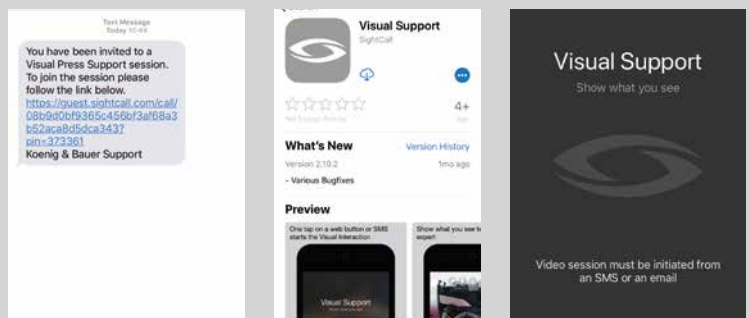 Text Message
Today 10:44
You have been invited to a
Visual Press Support session.
To join the session please
follow the link below.
https://guest.sightcall.com/call/
08b9d0bf9365c456bf3af68a3
b52aca8d5dca343?
pin=373361
Koenig & Bauer Support
Visual Support
SightCall
4+
Age
What's New
Version History
Version 2.10.2
1mo ago
- Various Bugfixes
Preview
One tap on a web button or SMS
starts the Visual Interaction
Show what you see
expert
Visual Support
Visual Support
Show what you see
Video session must be initiated from
an SMS or an email